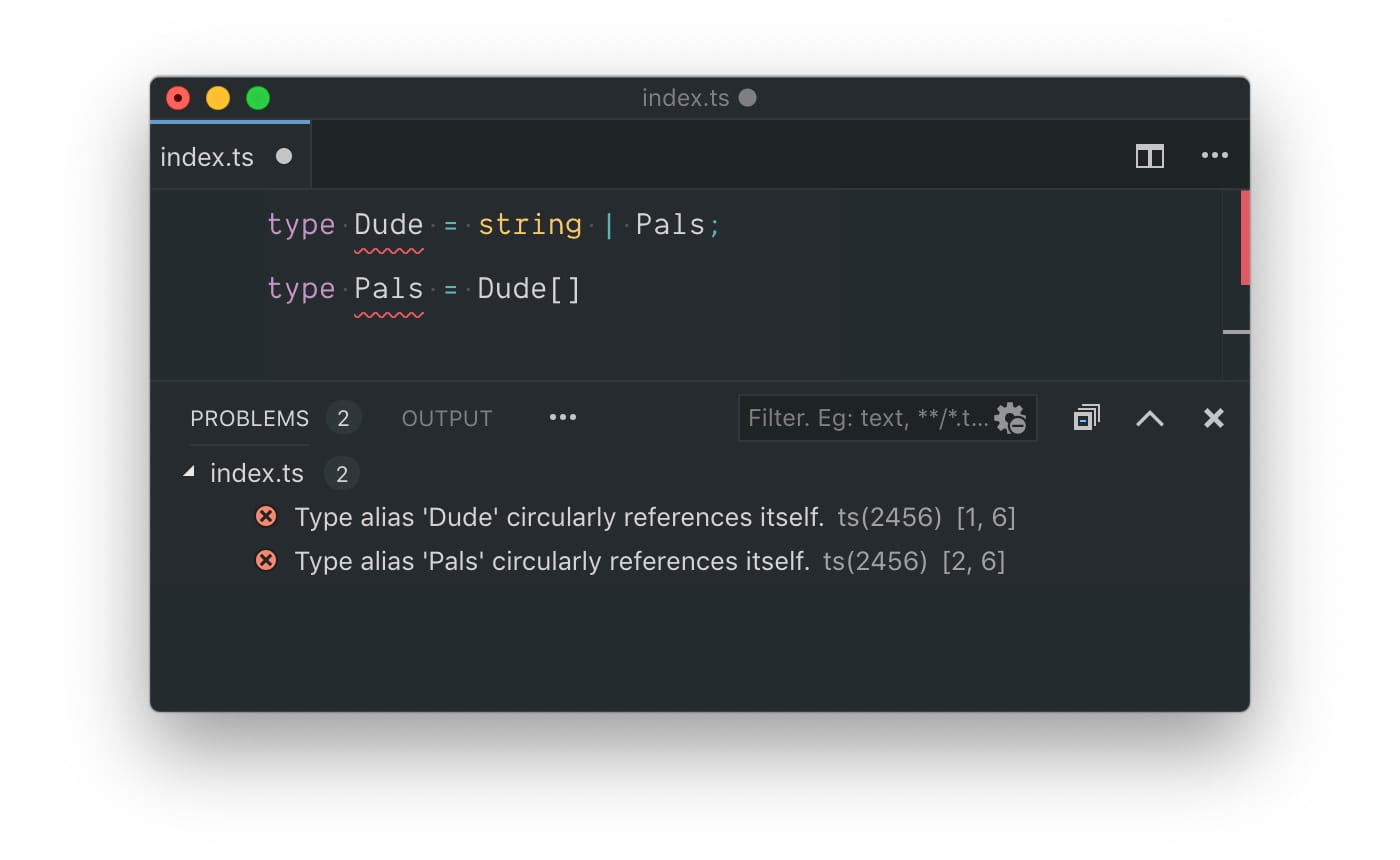 index.ts
index.ts
type Dude = string | Pals;
type Pals = Dude[]
PROBLEMS 2 OUTPUT ••• Filter. Eg: text, **/*.t...
index.ts 2
Type alias 'Dude' circularly references itself. ts(2456) [1, 6]
Type alias 'Pals' circularly references itself. ts(2456) [2, 6]